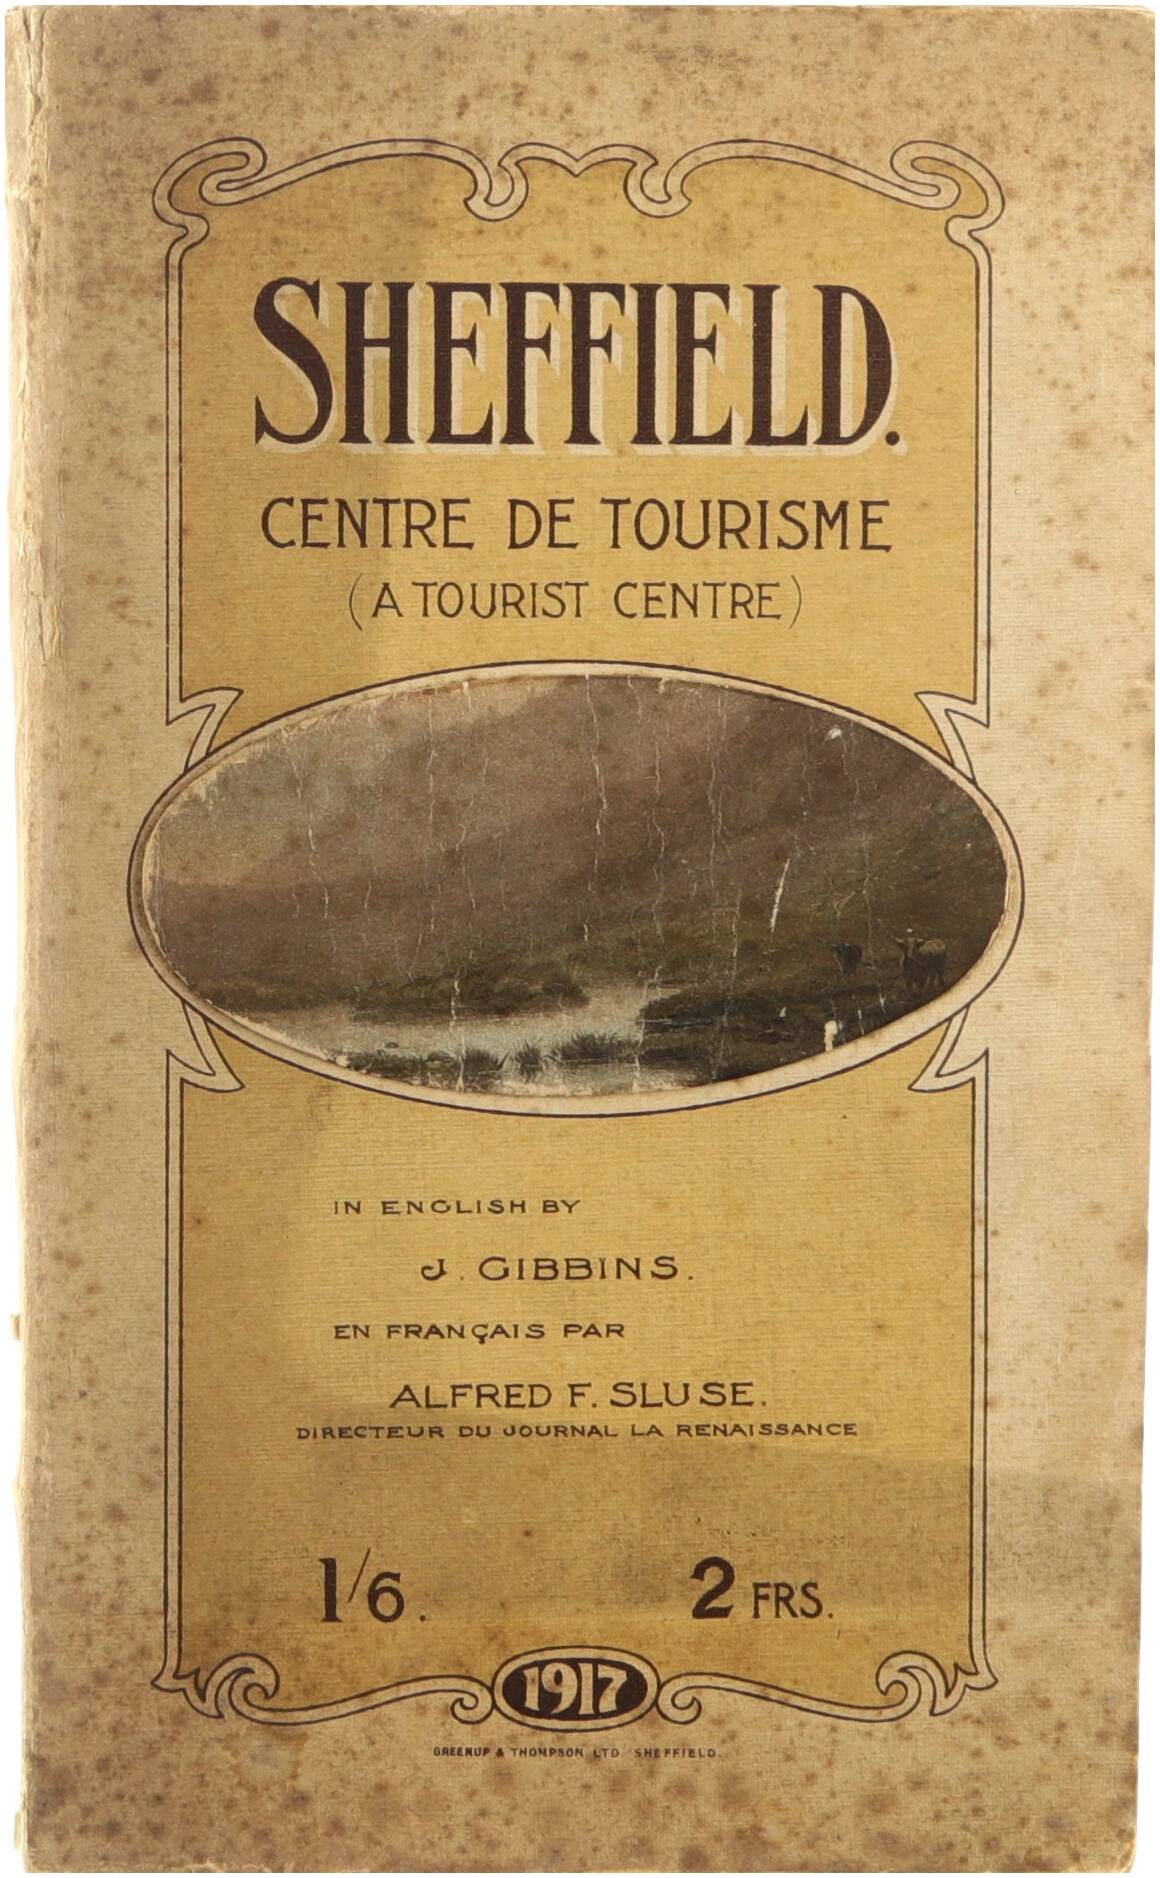 SHEFFIELD.
CENTRE DE TOURISME
(A TOURIST CENTRE)
IN ENGLISH BY
J. GIBBINS.
EN FRANÇAIS PAR
ALFRED F. SLUSE.
DIRECTEUR DU JOURNAL LA RENAISSANCE
1/6. 2 FRS.
1917
GREENUP & THOMPSON LTD SHEFFIELD.